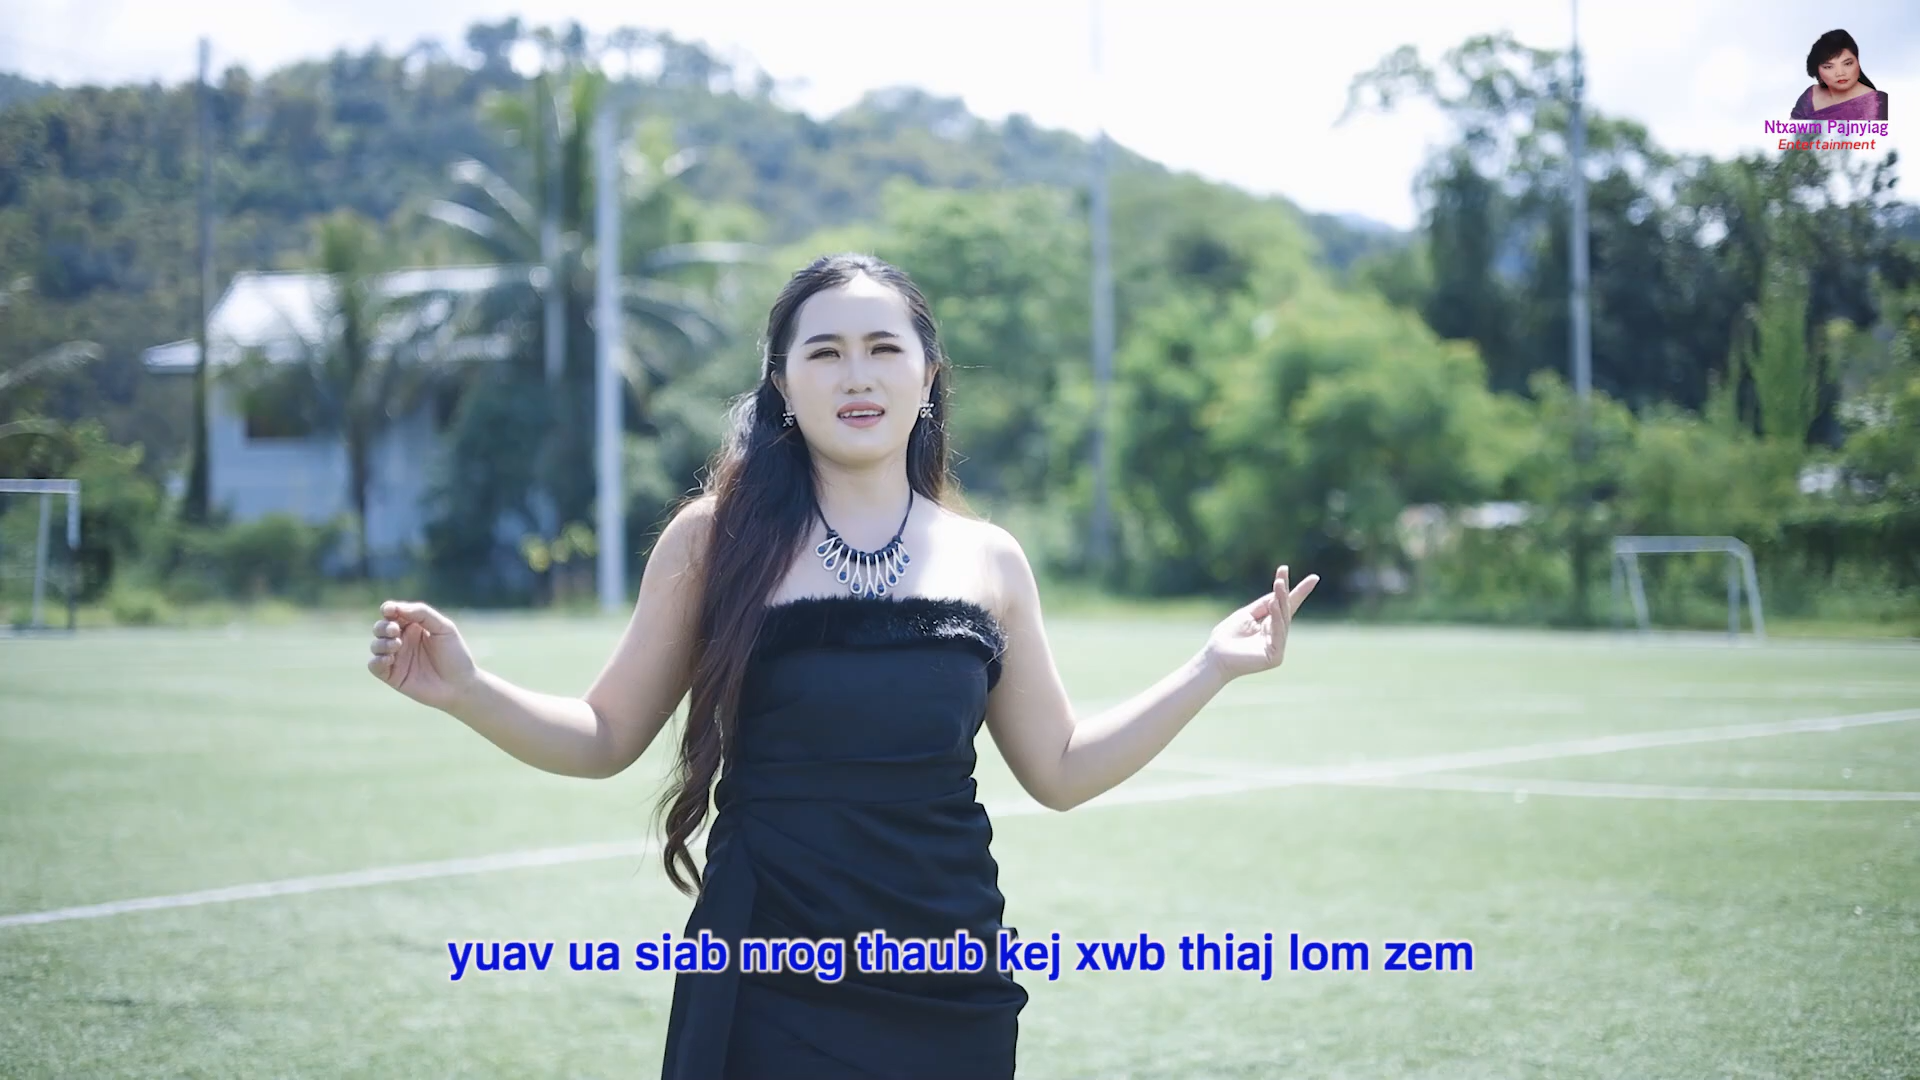 Ntxawm Pajnyiag
Entertainment
yuav ua siab nrog thaub kej xwb thiaj lom zem